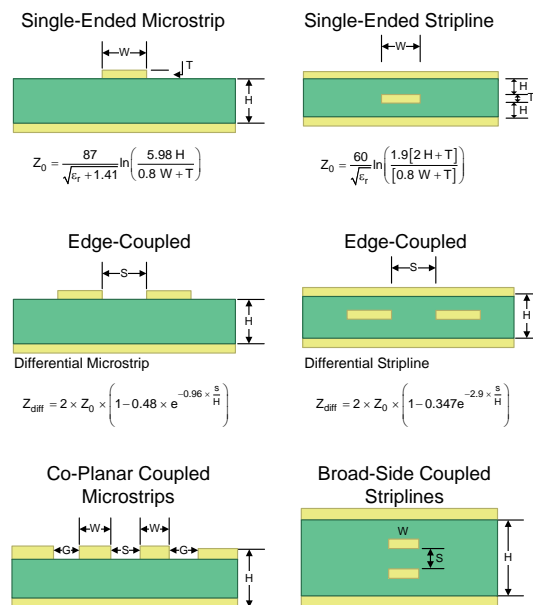 Single-Ended Microstrip
W
T
H
Z0 = 87 / √(εr + 1.41) ln(5.98 H / (0.8 W + T))
Single-Ended Stripline
W
H
T
H
Z0 = 60 / √εr ln(1.9[2 H + T] / [0.8 W + T])
Edge-Coupled
S
H
Differential Microstrip
Zdiff = 2 × Z0 × (1 − 0.48 × e^(−0.96 × s/H))
Edge-Coupled
S
H
Differential Stripline
Zdiff = 2 × Z0 × (1 − 0.347e^(−2.9 × s/H))
Co-Planar Coupled
Microstrips
W W
G S G
H
Broad-Side Coupled
Striplines
W
S
H